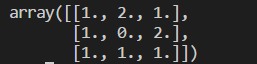 array([[1., 2., 1.],
       [1., 0., 2.],
       [1., 1., 1.]])